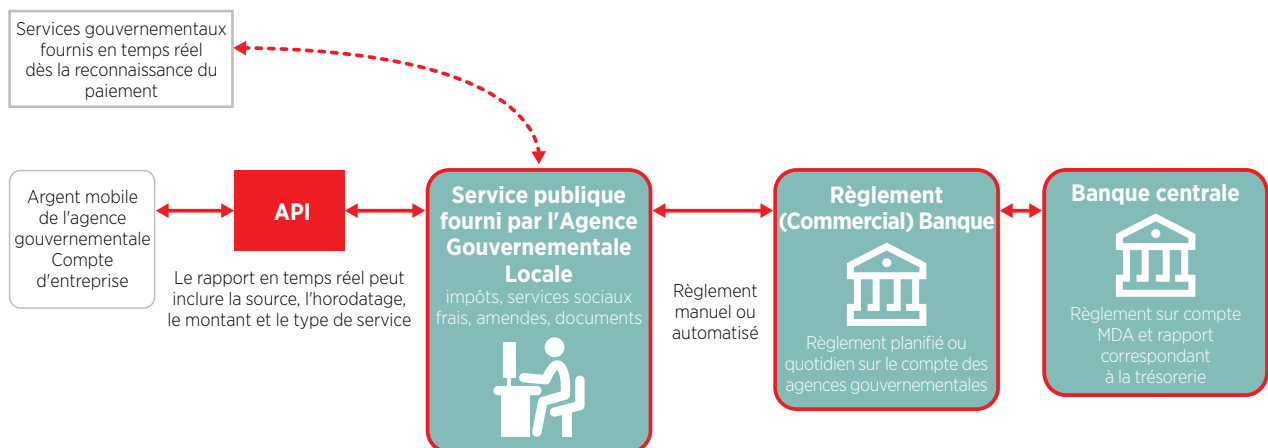 Services gouvernementaux
fournis en temps réel
dès la reconnaissance du
paiement
Argent mobile
de l'agence
gouvernementale
Compte
d'entreprise
API
Le rapport en temps réel peut
inclure la source, l'horodatage,
le montant et le type de service
Service publique
fourni par l'Agence
Gouvernementale
Locale
impôts, services sociaux
frais, amendes, documents
Règlement
manuel ou
automatisé
Règlement
(Commercial) Banque
Règlement planifié ou
quotidien sur le compte des
agences gouvernementales
Banque centrale
Règlement sur compte
MDA et rapport
correspondant
à la trésorerie